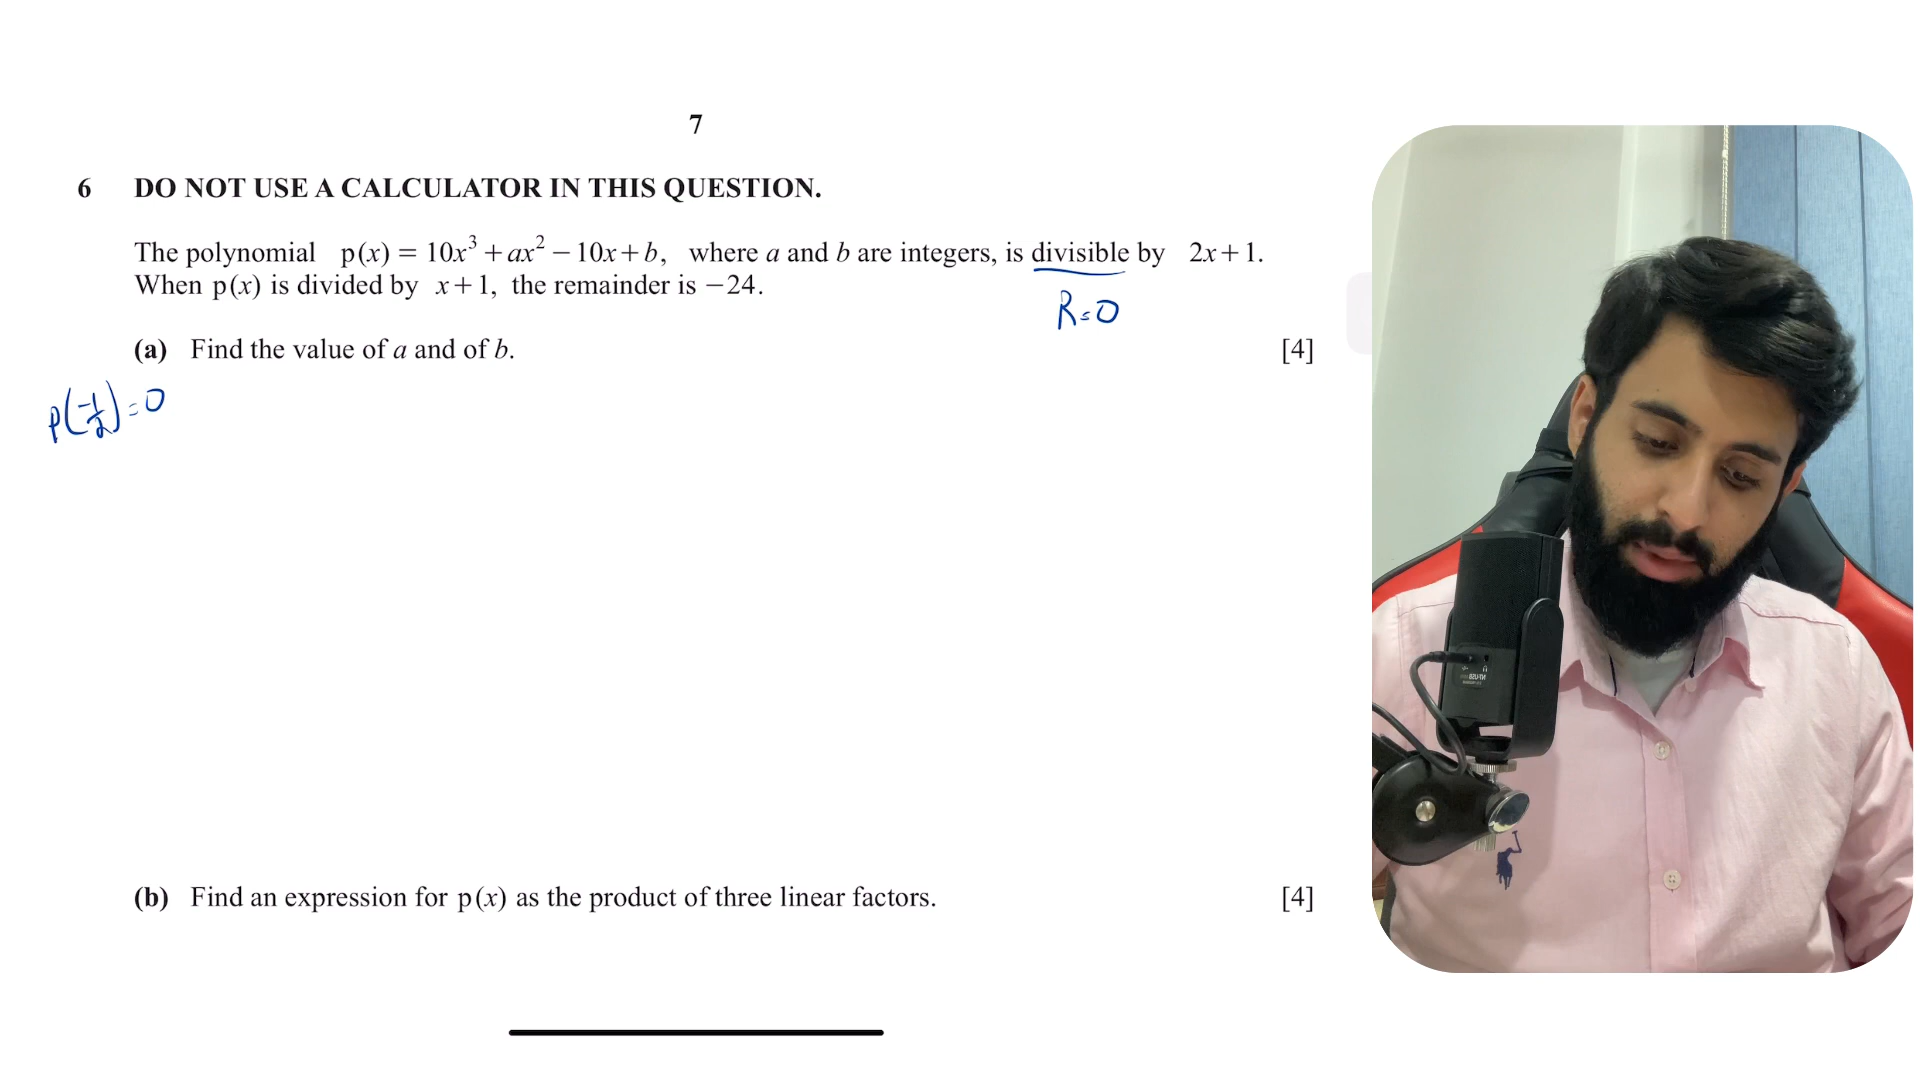 7
6 DO NOT USE A CALCULATOR IN THIS QUESTION.
The polynomial p(x) = 10x³ + ax² − 10x + b, where a and b are integers, is divisible by 2x + 1.
When p(x) is divided by x + 1, the remainder is −24.
R=0
(a) Find the value of a and of b. [4]
p(-1/2)=0
(b) Find an expression for p(x) as the product of three linear factors. [4]